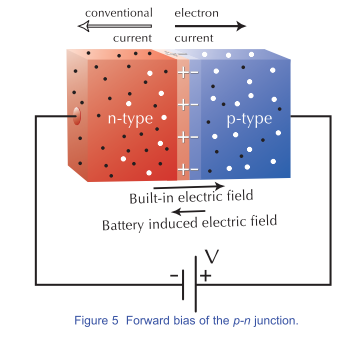 conventional electron
current current
+ -
+ -
n-type p-type
+ -
+ -
Built-in electric field
Battery induced electric field
V
- +
Figure 5 Forward bias of the p-n junction.